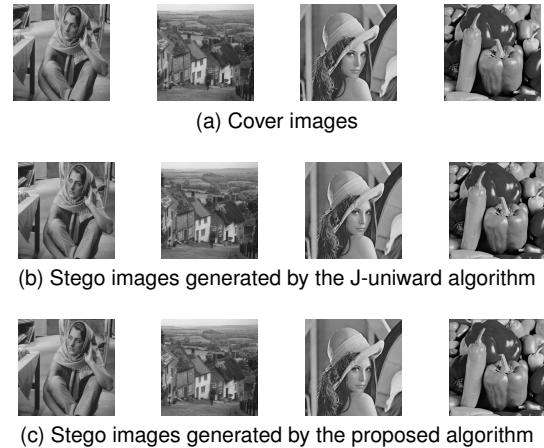 (a) Cover images
(b) Stego images generated by the J-uniward algorithm
(c) Stego images generated by the proposed algorithm